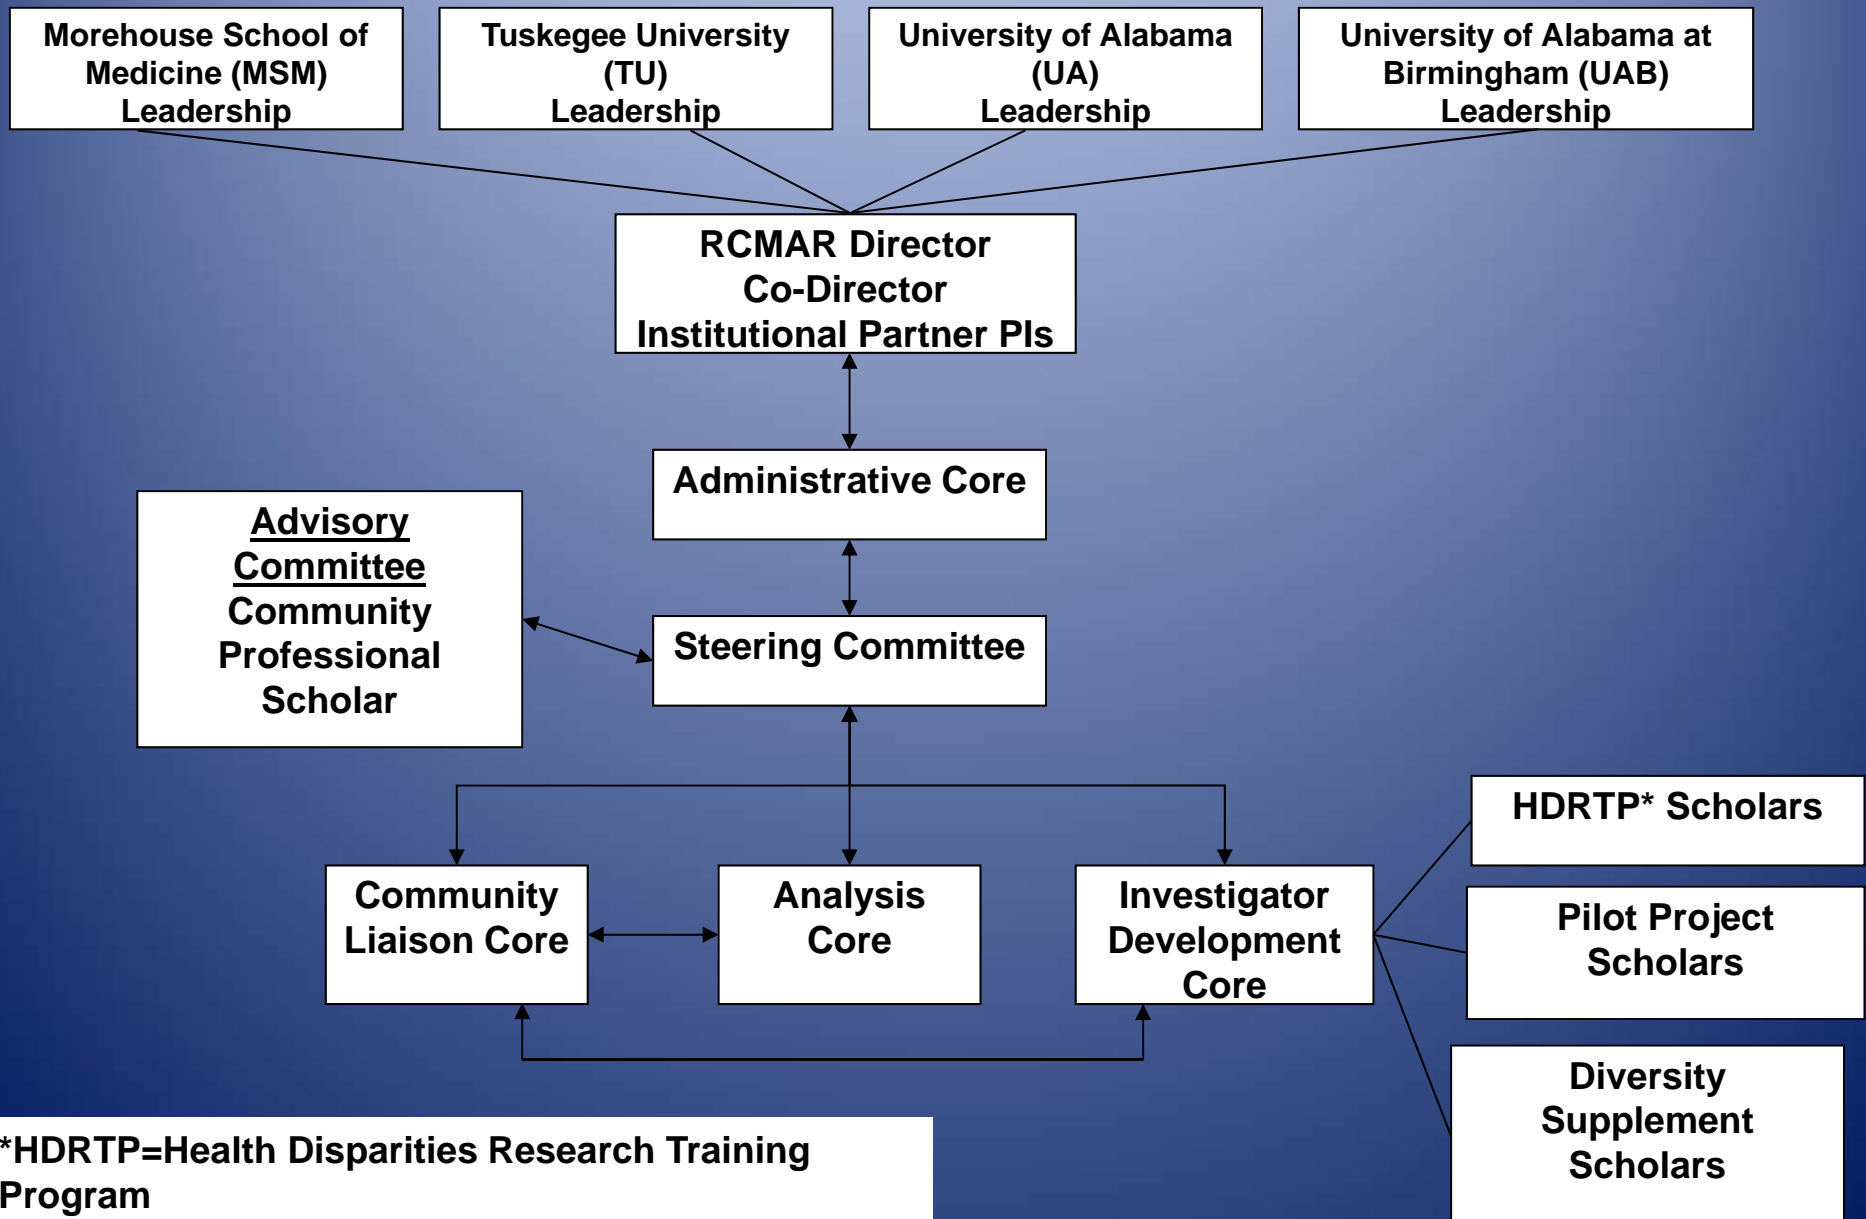 Morehouse School of
Medicine (MSM)
Leadership
Tuskegee University
(TU)
Leadership
University of Alabama
(UA)
Leadership
University of Alabama at
Birmingham (UAB)
Leadership
RCMAR Director
Co-Director
Institutional Partner PIs
Administrative Core
Advisory
Committee
Community
Professional
Scholar
Steering Committee
HDRTP* Scholars
Community
Liaison Core
Analysis
Core
Investigator
Development
Core
Pilot Project
Scholars
Diversity
Supplement
Scholars
*HDRTP=Health Disparities Research Training
Program